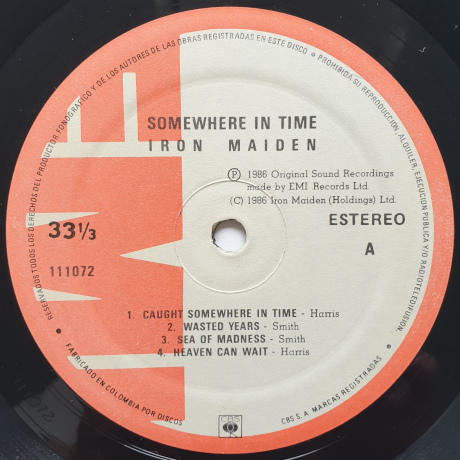 RESERVADOS TODOS LOS DERECHOS DEL PRODUCTOR FONOGRAFICO Y DE LOS AUTORES DE LAS OBRAS REGISTRADAS EN ESTE DISCO • PROHIBIDA SU REPRODUCCION, ALQUILER, EJECUCION PUBLICA Y/O RADIOTELEDIFUSION.
SOMEWHERE IN TIME
IRON MAIDEN
Ⓟ 1986 Original Sound Recordings
made by EMI Records Ltd.
(C) 1986 Iron Maiden (Holdings) Ltd.
33⅓
ESTEREO
111072
A
1. CAUGHT SOMEWHERE IN TIME - Harris
2. WASTED YEARS - Smith
3. SEA OF MADNESS - Smith
4. HEAVEN CAN WAIT - Harris
FABRICADO EN COLOMBIA POR DISCOS
CBS
CBS S.A. MARCAS REGISTRADAS